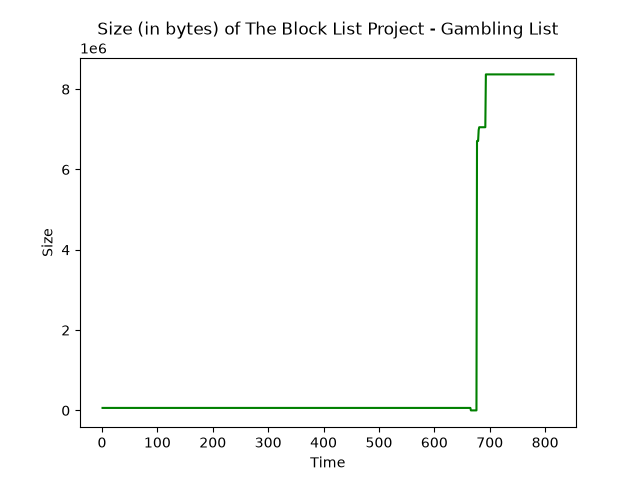 Size (in bytes) of The Block List Project - Gambling List
1e6
8
6
4
2
0
Size
0 100 200 300 400 500 600 700 800
Time